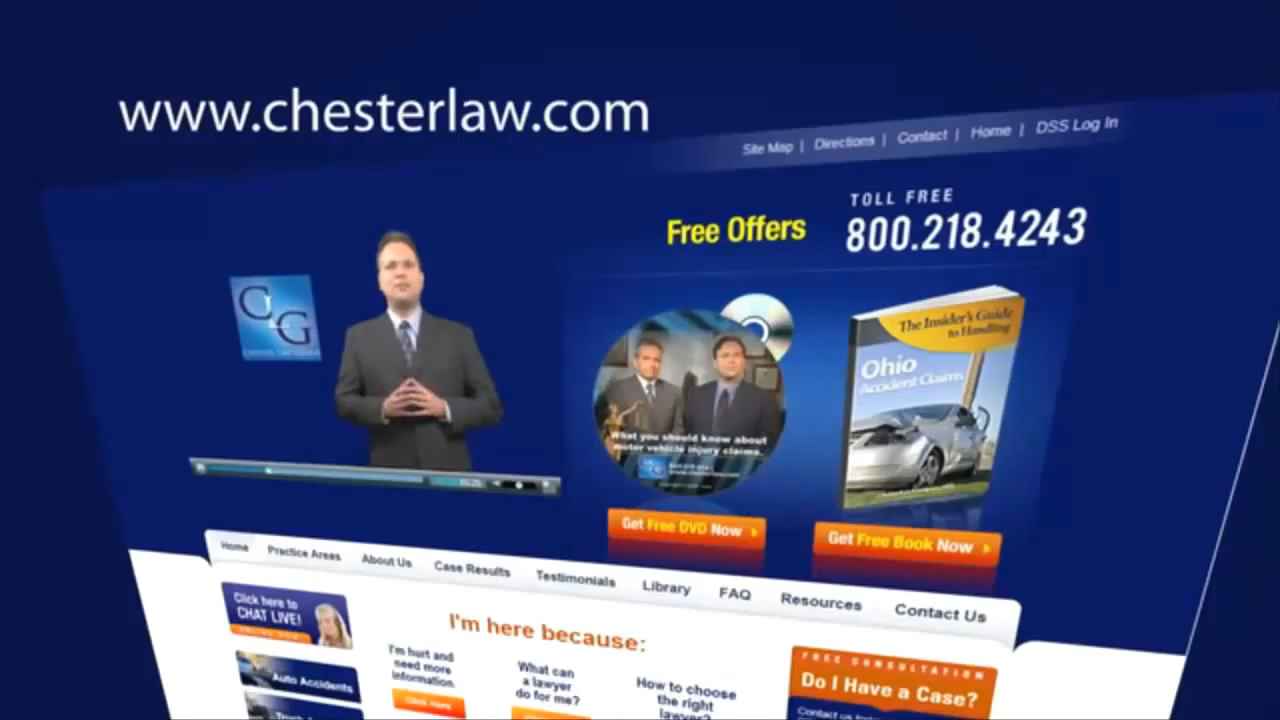 www.chesterlaw.com
Site Map | Directions | Contact | Home | DSS Log In
Free Offers
TOLL FREE
800.218.4243
CLG
The Insider's Guide
to Handling
Ohio
Accident Claims
What you should know about
motor vehicle injury claims.
Get Free DVD Now
Get Free Book Now
Home Practice Areas About Us Case Results Testimonials Library FAQ Resources Contact Us
Click here to
CHAT LIVE!
I'm here because:
I'm hurt and
need more
information.
Click Here
What can
a lawyer
do for me?
How to choose
the right
lawyer?
FREE CONSULTATION
Do I Have a Case?
Auto Accidents